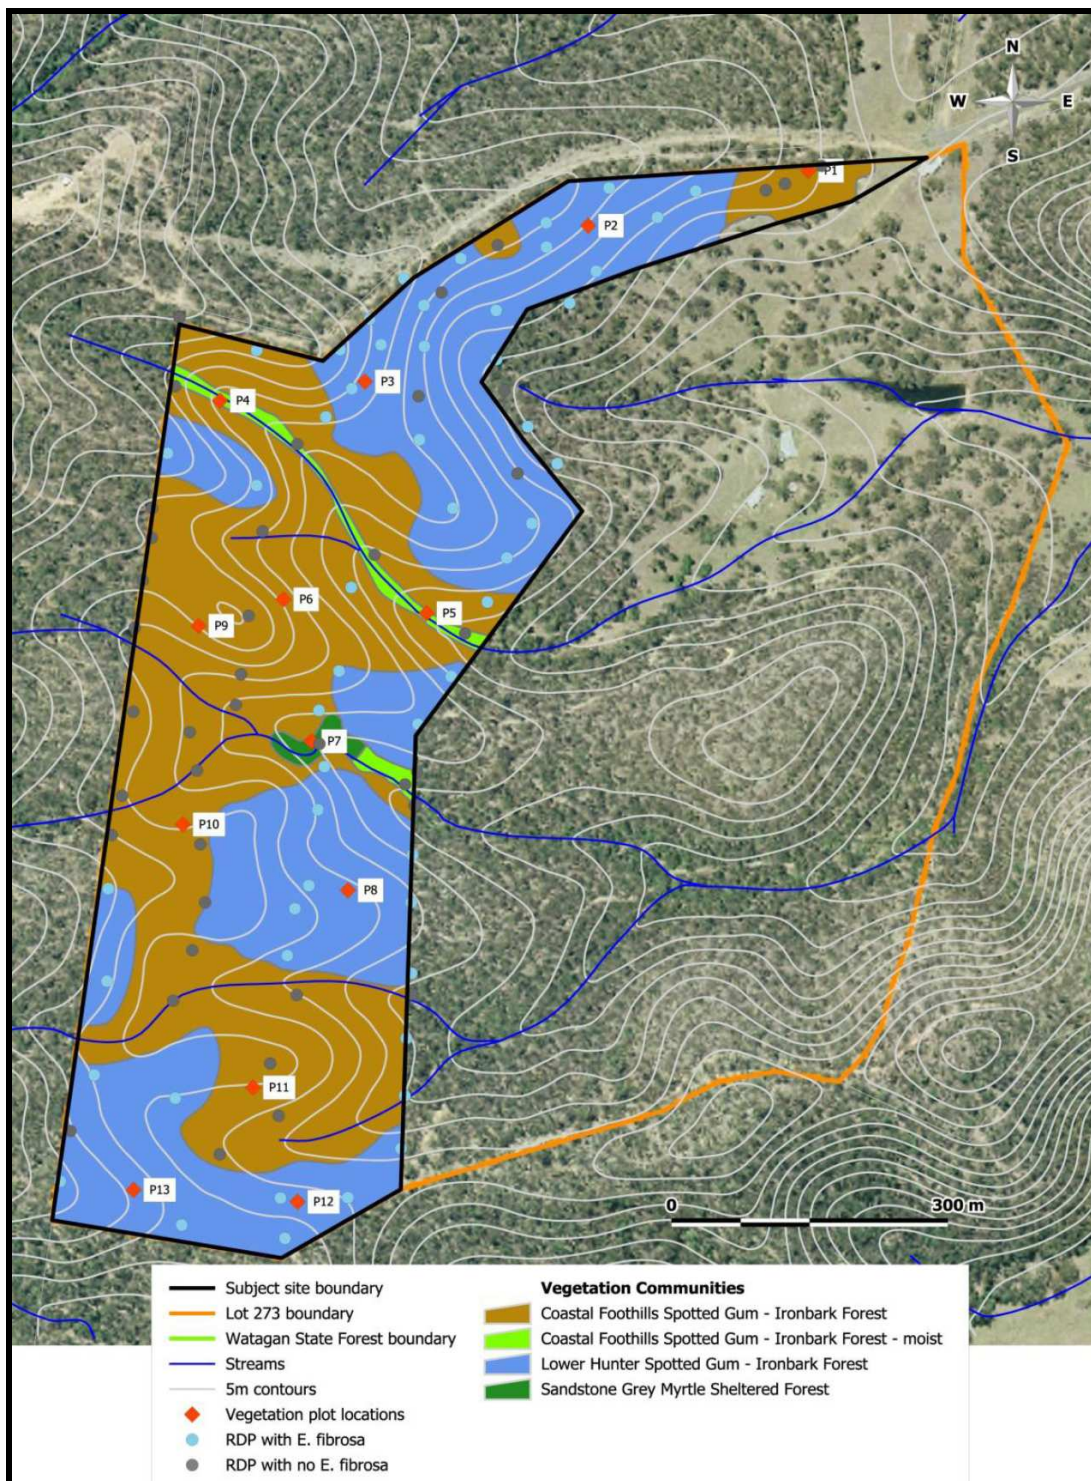 N
W E
S
P1
P2
P3
P4
P6
P5
P9
P7
P10
P8
P11
P13
P12
0 300 m
Subject site boundary
Lot 273 boundary
Watagan State Forest boundary
Streams
5m contours
Vegetation plot locations
RDP with E. fibrosa
RDP with no E. fibrosa
Vegetation Communities
Coastal Foothills Spotted Gum - Ironbark Forest
Coastal Foothills Spotted Gum - Ironbark Forest - moist
Lower Hunter Spotted Gum - Ironbark Forest
Sandstone Grey Myrtle Sheltered Forest